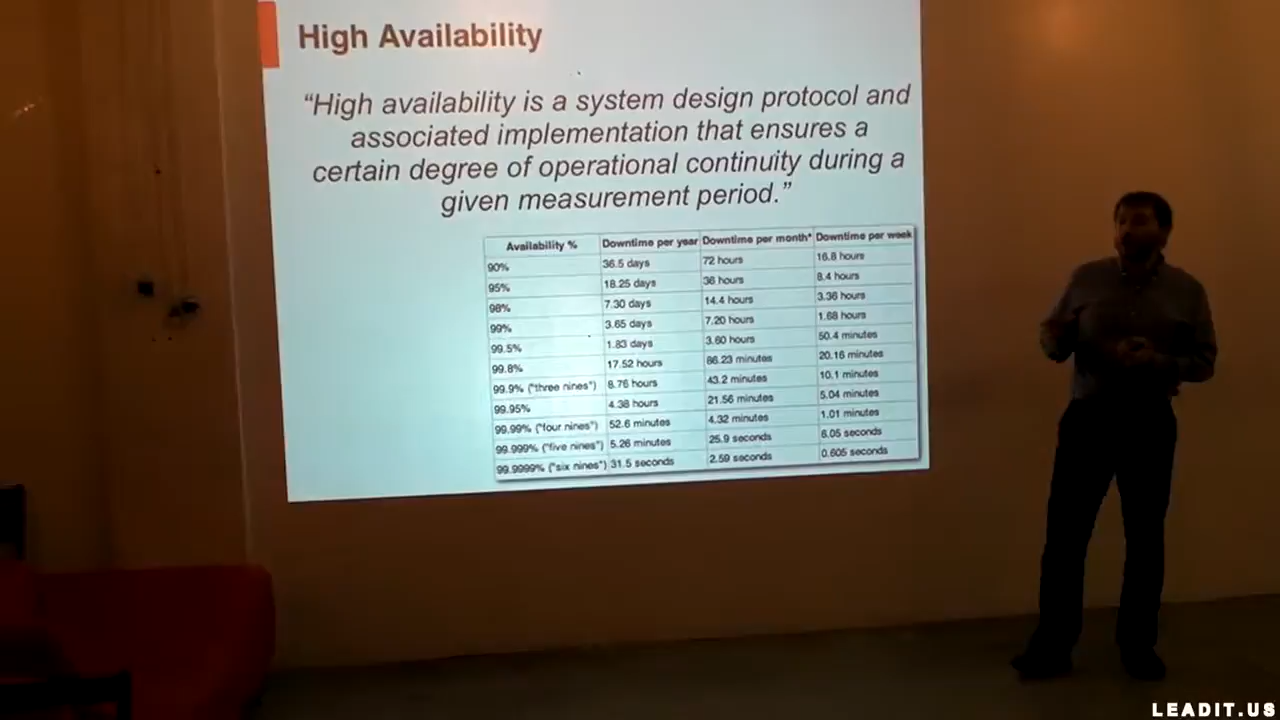 High Availability
“High availability is a system design protocol and
associated implementation that ensures a
certain degree of operational continuity during a
given measurement period.”
Availability % Downtime per year Downtime per month* Downtime per week
90% 36.5 days 72 hours 16.8 hours
95% 18.25 days 36 hours 8.4 hours
98% 7.30 days 14.4 hours 3.36 hours
99% 3.65 days 7.20 hours 1.68 hours
99.5% 1.83 days 3.60 hours 50.4 minutes
99.8% 17.52 hours 86.23 minutes 20.16 minutes
99.9% ("three nines") 8.76 hours 43.2 minutes 10.1 minutes
99.95% 4.38 hours 21.56 minutes 5.04 minutes
99.99% ("four nines") 52.6 minutes 4.32 minutes 1.01 minutes
99.999% ("five nines") 5.26 minutes 25.9 seconds 6.05 seconds
99.9999% ("six nines") 31.5 seconds 2.59 seconds 0.605 seconds
LEADIT.US